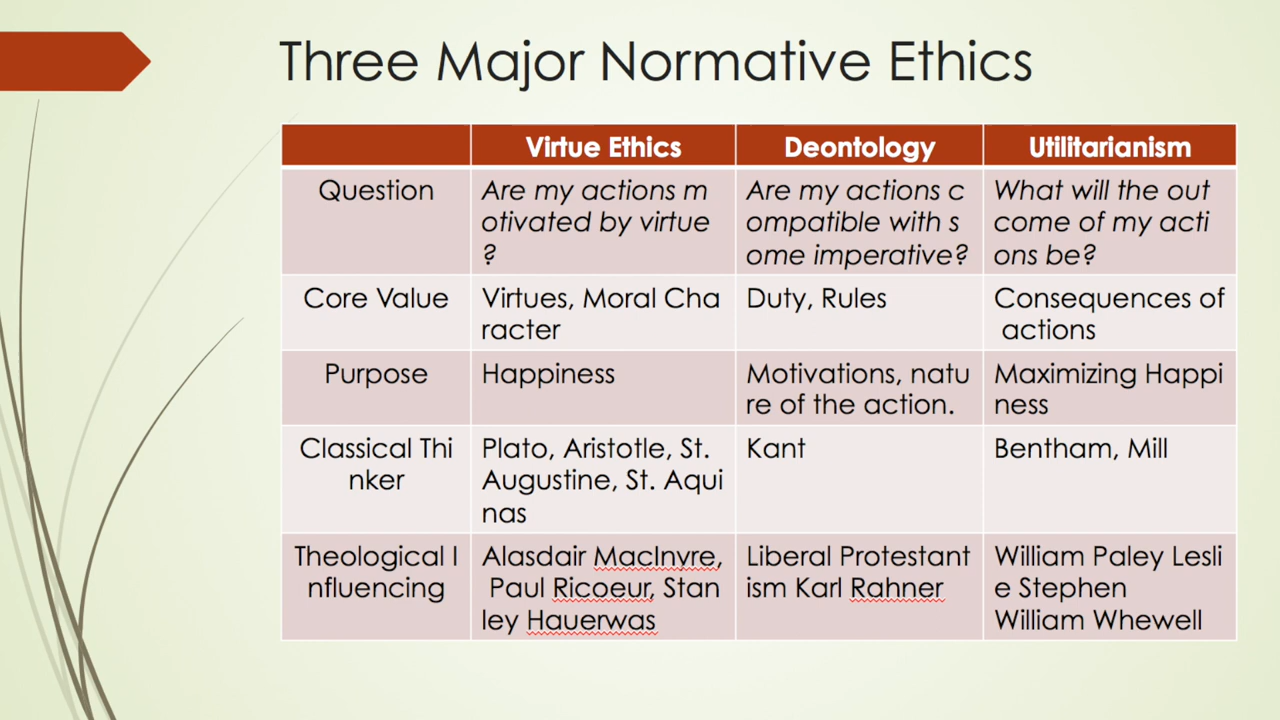 Three Major Normative Ethics
Virtue Ethics
Deontology
Utilitarianism
Question
Are my actions m
otivated by virtue
?
Are my actions c
ompatible with s
ome imperative?
What will the out
come of my acti
ons be?
Core Value
Virtues, Moral Cha
racter
Duty, Rules
Consequences of
actions
Purpose
Happiness
Motivations, natu
re of the action.
Maximizing Happi
ness
Classical Thi
nker
Plato, Aristotle, St.
Augustine, St. Aqui
nas
Kant
Bentham, Mill
Theological I
nfluencing
Alasdair MacInvre,
Paul Ricoeur, Stan
ley Hauerwas
Liberal Protestant
ism Karl Rahner
William Paley Lesli
e Stephen
William Whewell